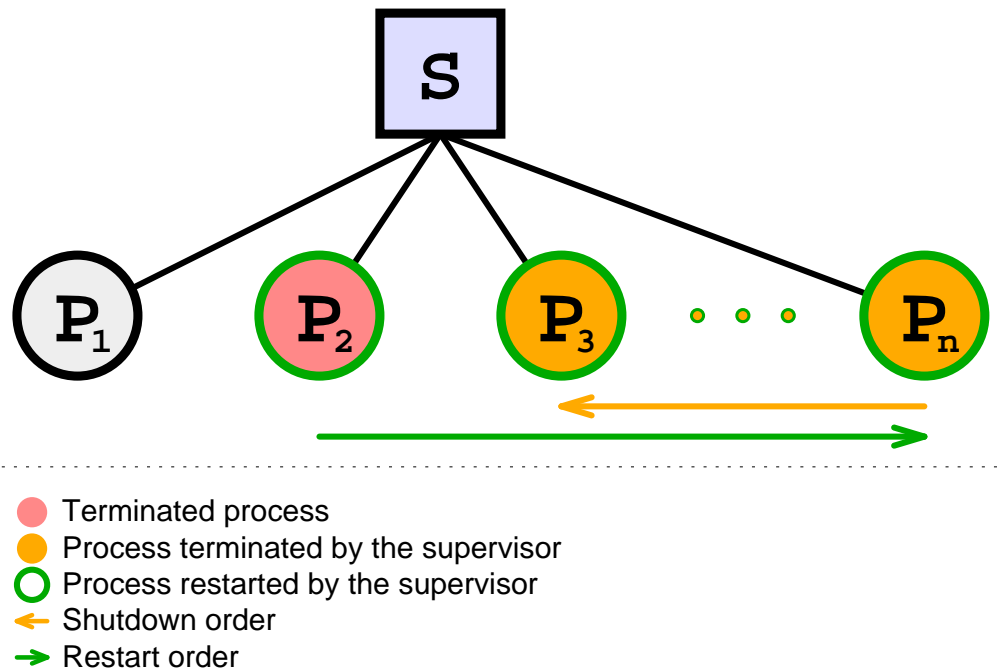 S
P1 P2 P3 Pn
Terminated process
Process terminated by the supervisor
Process restarted by the supervisor
Shutdown order
Restart order